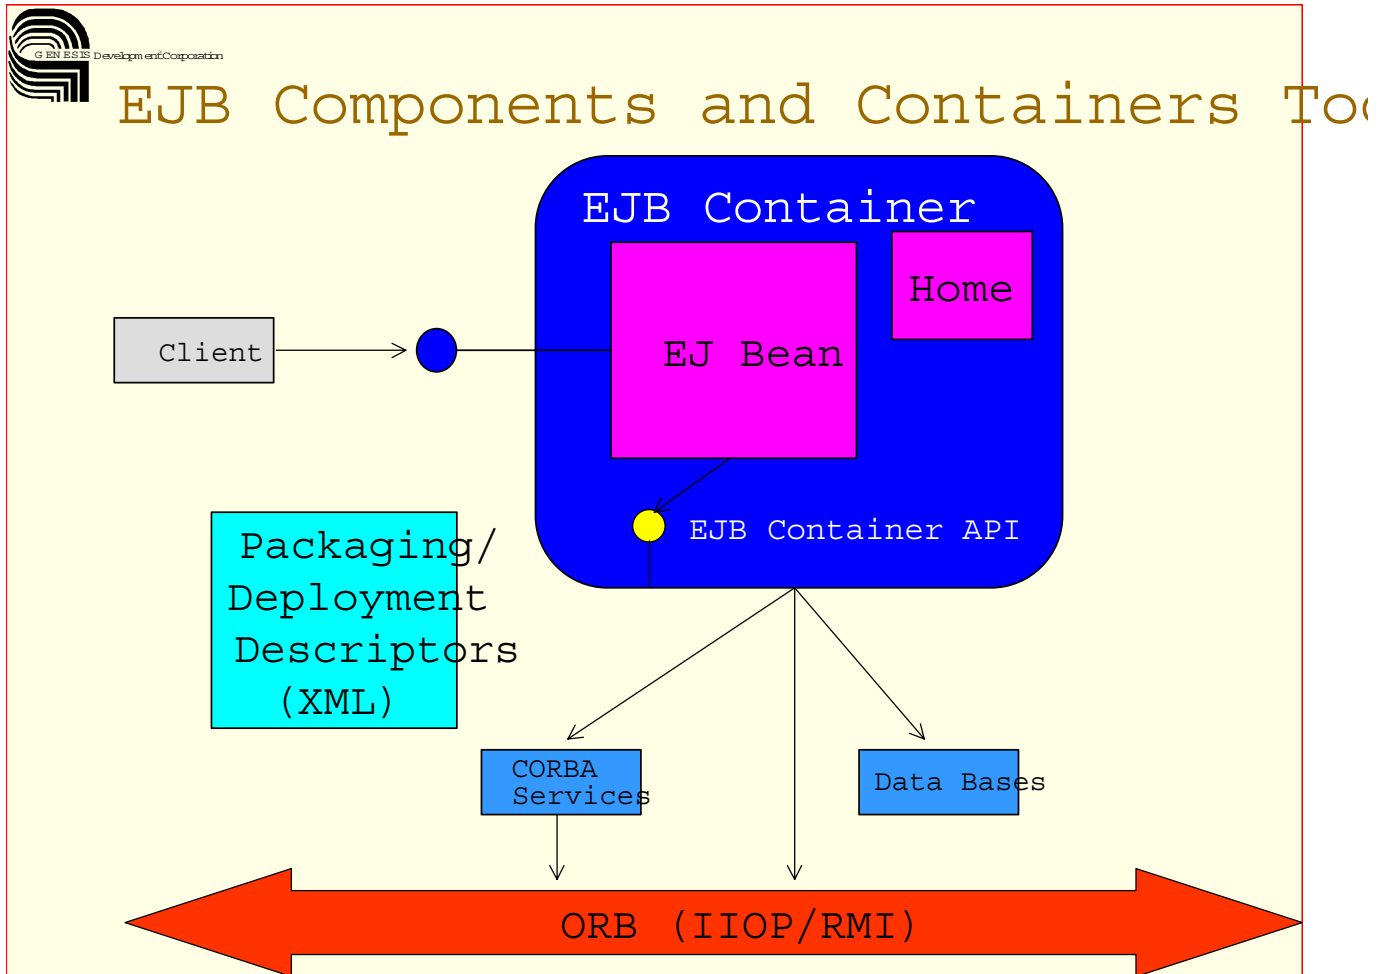 GENESIS Development Corporation
EJB Components and Containers
EJB Container
Home
Client
EJ Bean
EJB Container API
Packaging/
Deployment
Descriptors
(XML)
CORBA
Services
Data Bases
ORB (IIOP/RMI)